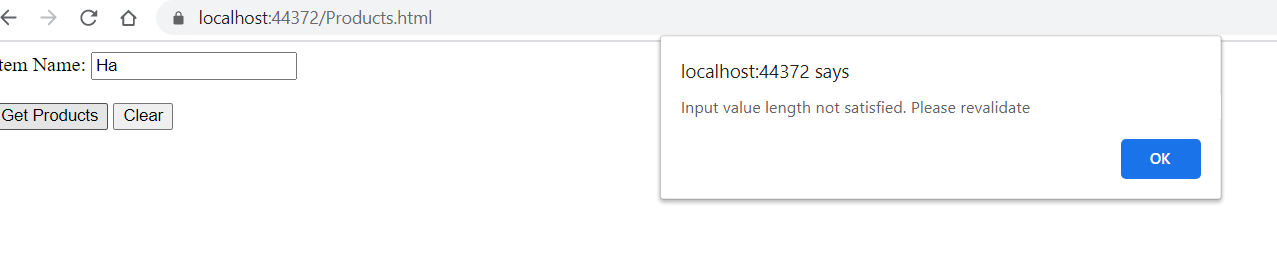 localhost:44372/Products.html
tem Name: Ha
Get Products Clear
localhost:44372 says
Input value length not satisfied. Please revalidate
OK